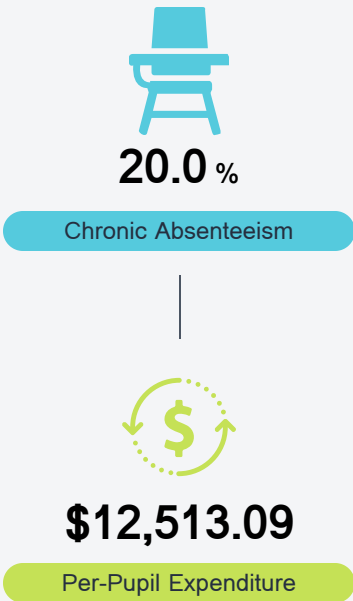 20.0 %
Chronic Absenteeism
$
$12,513.09
Per-Pupil Expenditure